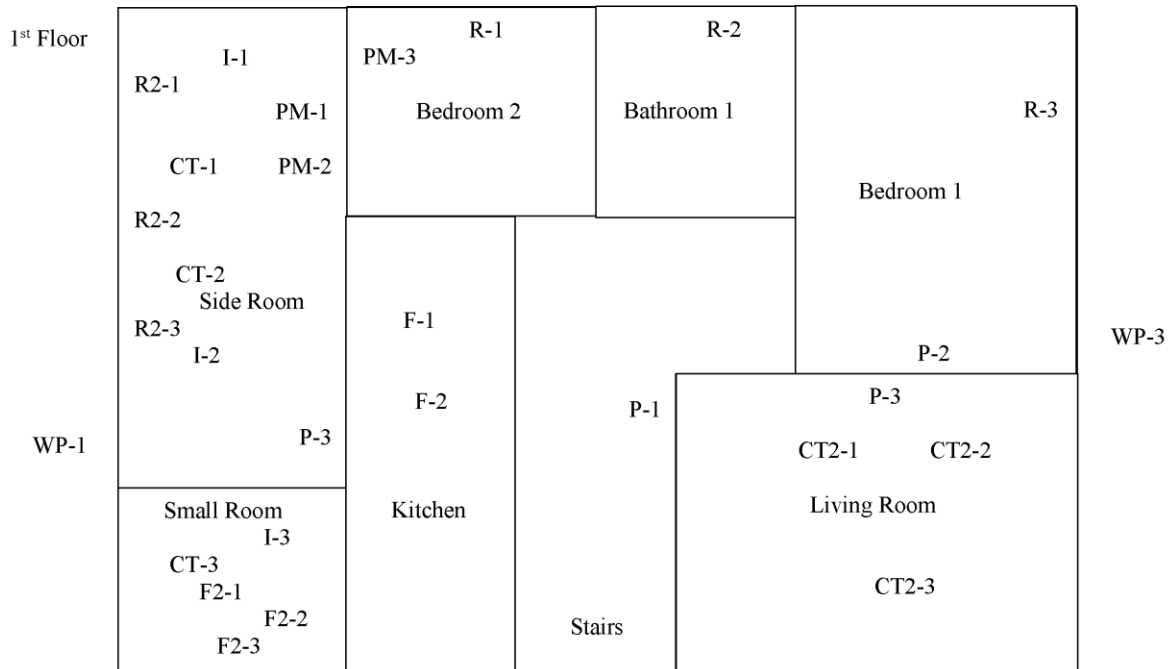 1st Floor
I-1
R2-1
PM-1
CT-1
PM-2
R2-2
CT-2
Side Room
R2-3
I-2
P-3
WP-1
Small Room
I-3
CT-3
F2-1
F2-2
F2-3
R-1
PM-3
Bedroom 2
F-1
F-2
Kitchen
R-2
Bathroom 1
P-1
Stairs
R-3
Bedroom 1
P-2
WP-3
P-3
CT2-1
CT2-2
Living Room
CT2-3